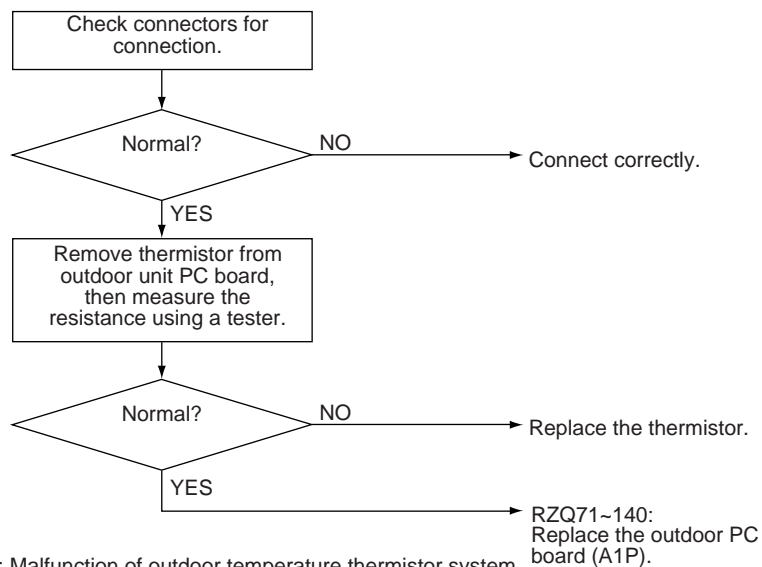 Check connectors for
connection.
Normal?
NO
Connect correctly.
YES
Remove thermistor from
outdoor unit PC board,
then measure the
resistance using a tester.
Normal?
NO
Replace the thermistor.
YES
RZQ71~140:
Replace the outdoor PC
board (A1P).
: Malfunction of outdoor temperature thermistor system